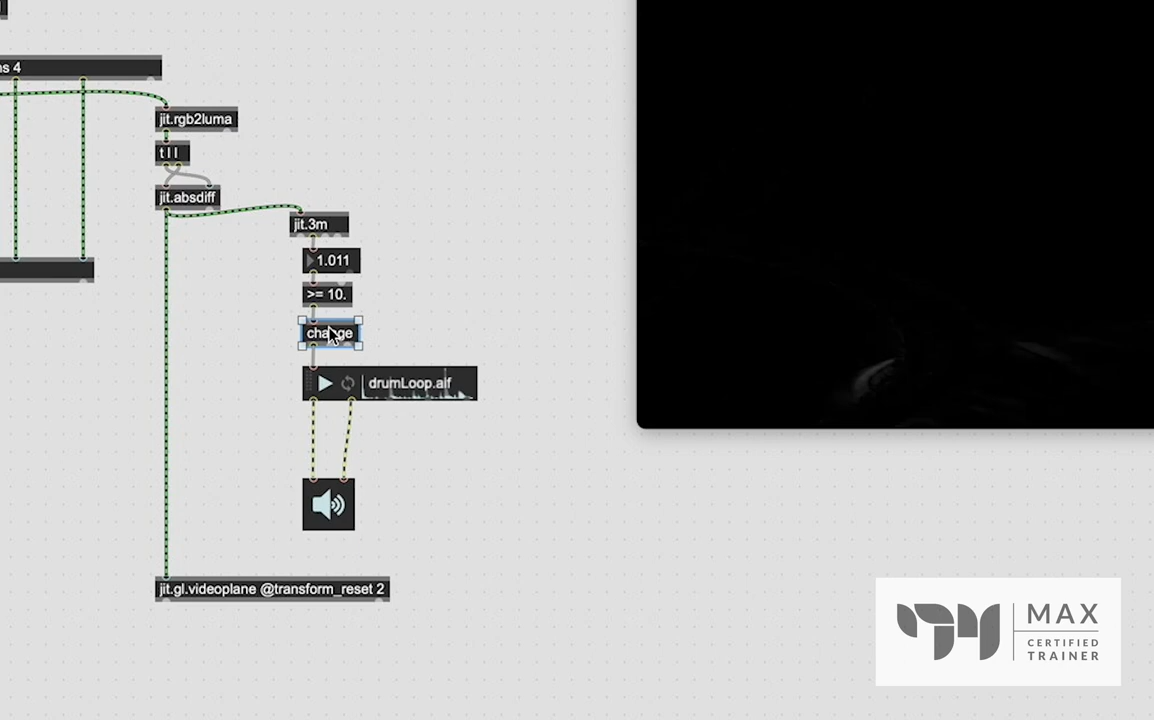 ns 4
jit.rgb2luma
t l l
jit.absdiff
jit.3m
1.011
>= 10.
change
drumLoop.aif
jit.gl.videoplane @transform_reset 2
MAX
CERTIFIED
TRAINER